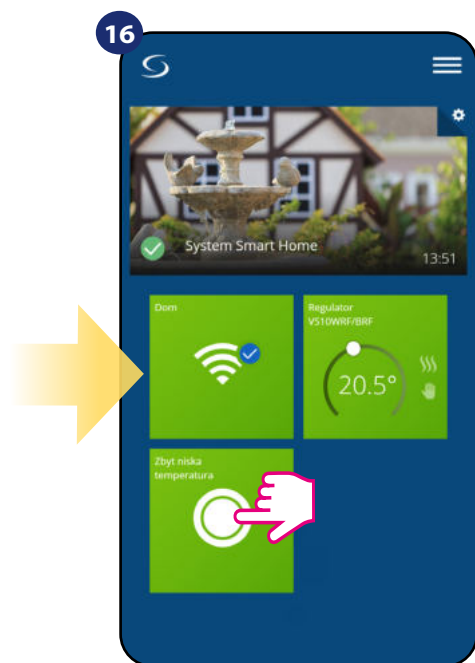 16
System Smart Home
13:51
Dom
Regulator
VS10WRF/BRF
20.5°
Zbyt niska
temperatura